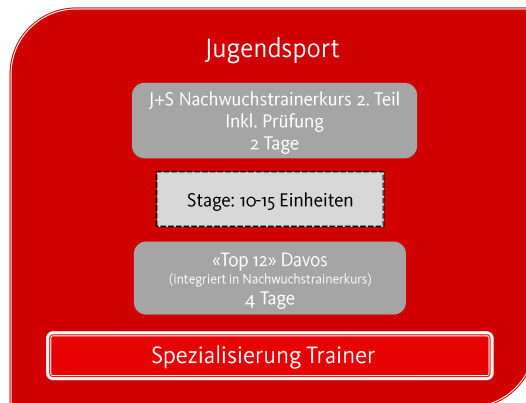 Jugendsport
J+S Nachwuchstrainerkurs 2. Teil
Inkl. Prüfung
2 Tage
Stage: 10-15 Einheiten
«Top 12» Davos
(integriert in Nachwuchstrainerkurs)
4 Tage
Spezialisierung Trainer